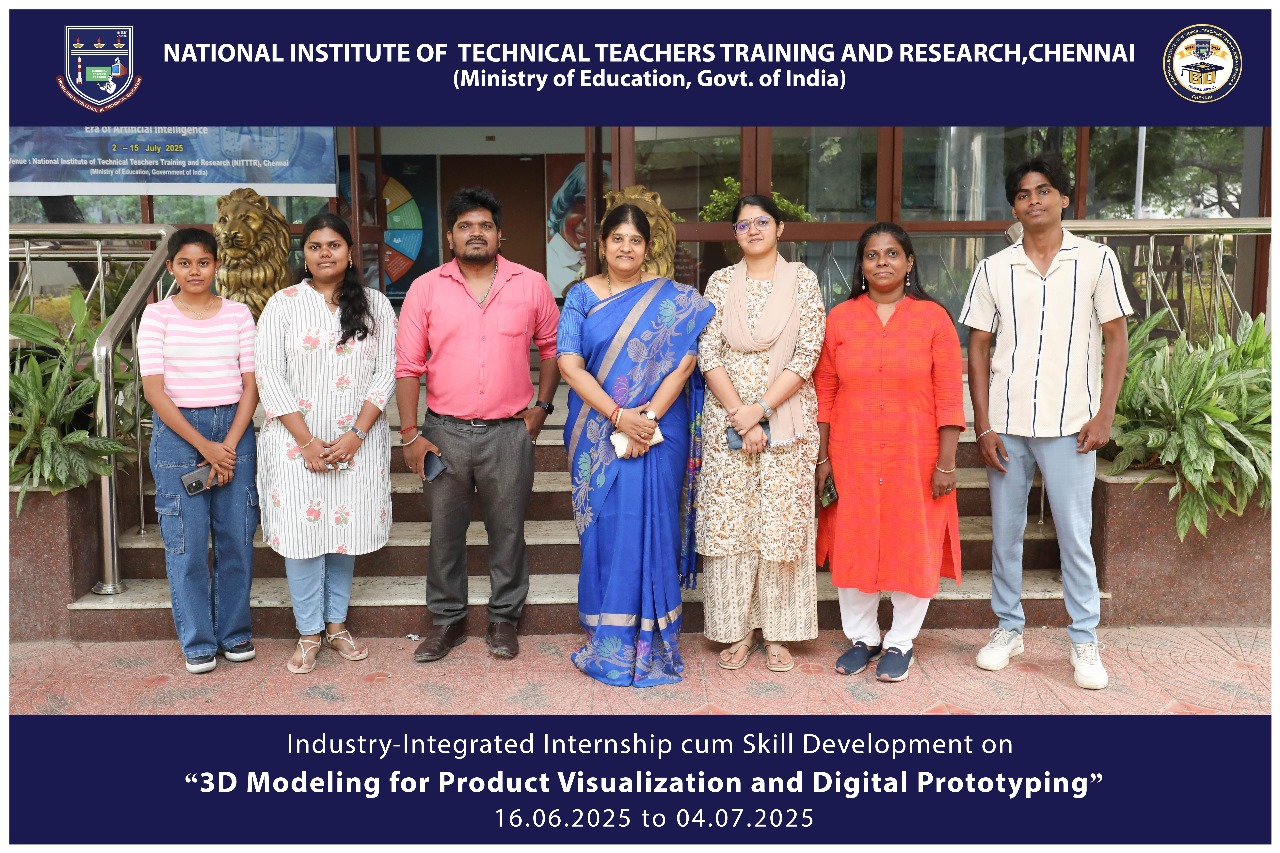 NATIONAL INSTITUTE OF TECHNICAL TEACHERS TRAINING AND RESEARCH,CHENNAI
(Ministry of Education, Govt. of India)
Era of Artificial Intelligence
2 – 15 July 2025
Venue : National Institute of Technical Teachers Training and Research (NITTTR), Chennai
(Ministry of Education, Government of India)
Industry-Integrated Internship cum Skill Development on
“3D Modeling for Product Visualization and Digital Prototyping”
16.06.2025 to 04.07.2025